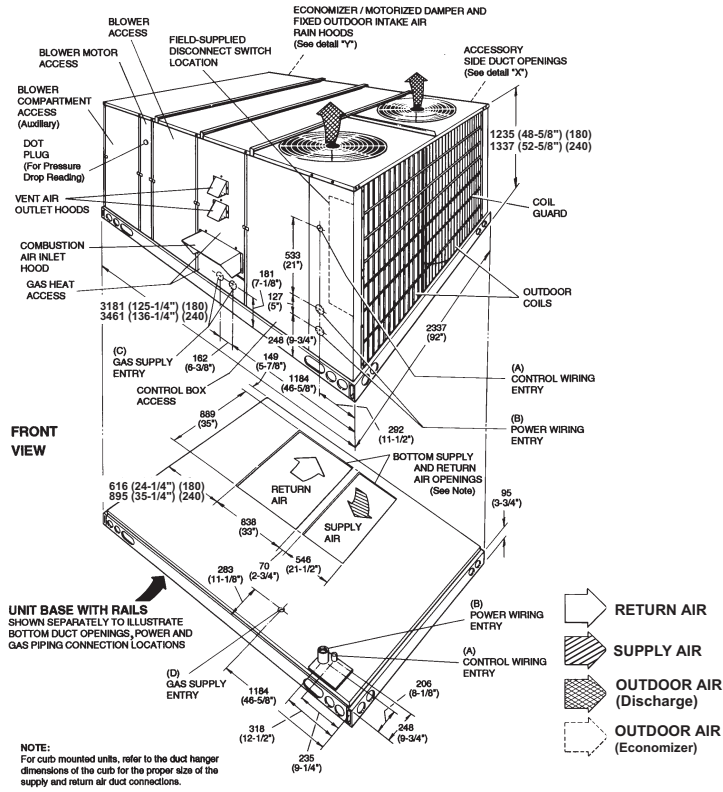 ECONOMIZER / MOTORIZED DAMPER AND
FIXED OUTDOOR INTAKE AIR
RAIN HOODS
(See detail "Y")
BLOWER
ACCESS
FIELD-SUPPLIED
DISCONNECT SWITCH
LOCATION
BLOWER MOTOR
ACCESS
ACCESSORY
SIDE DUCT OPENINGS
(See detail "X")
BLOWER
COMPARTMENT
ACCESS
(Auxiliary)
1235 (48-5/8") (180)
1337 (52-5/8") (240)
DOT
PLUG
(For Pressure
Drop Reading)
VENT AIR
OUTLET HOODS
COIL
GUARD
COMBUSTION
AIR INLET
HOOD
533
(21")
GAS HEAT
ACCESS
181
(7-1/8")
127
(5")
OUTDOOR
COILS
3181 (125-1/4") (180)
3461 (136-1/4") (240)
2337
(92")
248 (9-3/4")
(C)
GAS SUPPLY
ENTRY
162
(6-3/8")
149
(5-7/8")
1184
(46-5/8")
(A)
CONTROL WIRING
ENTRY
CONTROL BOX
ACCESS
889
(35")
292
(11-1/2")
(B)
POWER WIRING
ENTRY
FRONT
VIEW
BOTTOM SUPPLY
AND RETURN
AIR OPENINGS
(See Note)
616 (24-1/4") (180)
895 (35-1/4") (240)
RETURN
AIR
95
(3-3/4")
838
(33")
SUPPLY
AIR
546
(21-1/2")
70
(2-3/4")
283
(11-1/8")
UNIT BASE WITH RAILS
SHOWN SEPARATELY TO ILLUSTRATE
BOTTOM DUCT OPENINGS, POWER AND
GAS PIPING CONNECTION LOCATIONS
(B)
POWER WIRING
ENTRY
(A)
CONTROL WIRING
ENTRY
(D)
GAS SUPPLY
ENTRY
1184
(46-5/8")
206
(8-1/8")
318
(12-1/2")
248
(9-3/4")
235
(9-1/4")
RETURN AIR
SUPPLY AIR
OUTDOOR AIR
(Discharge)
OUTDOOR AIR
(Economizer)
NOTE:
For curb mounted units, refer to the duct hanger
dimensions of the curb for the proper size of the
supply and return air duct connections.